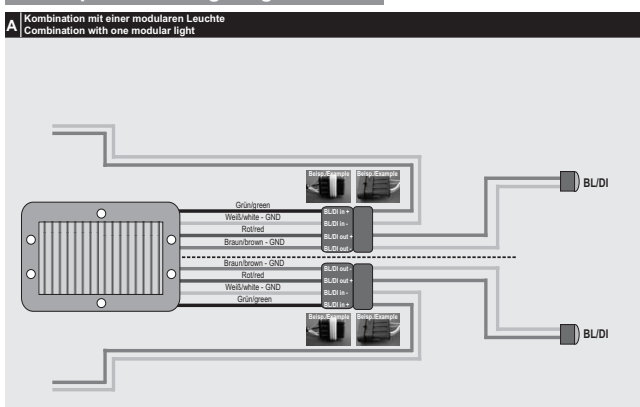 A
Kombination mit einer modularen Leuchte
Combination with one modular light
Beisp./Example Beisp./Example
Grün/green
Weiß/white - GND
Rot/red
Braun/brown - GND
BL/DI in +
BL/DI in -
BL/DI out +
BL/DI out -
BL/DI
Braun/brown - GND
Rot/red
Weiß/white - GND
Grün/green
BL/DI out -
BL/DI out +
BL/DI in -
BL/DI in +
Beisp./Example Beisp./Example
BL/DI